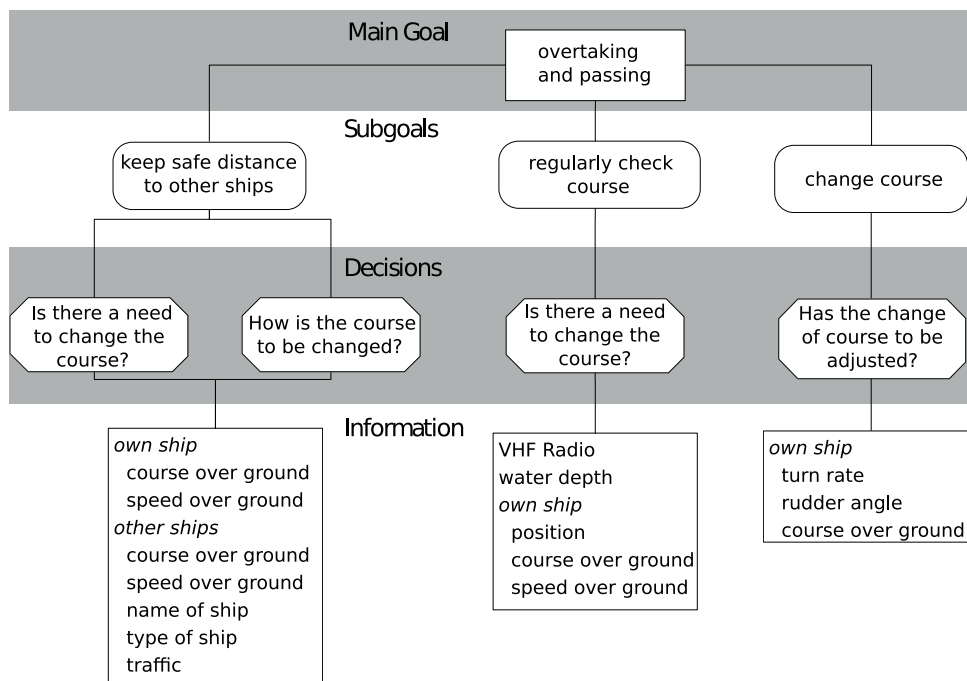 Main Goal
overtaking
and passing
Subgoals
keep safe distance
to other ships
regularly check
course
change course
Decisions
Is there a need
to change the
course?
How is the course
to be changed?
Is there a need
to change the
course?
Has the change
of course to be
adjusted?
Information
own ship
course over ground
speed over ground
other ships
course over ground
speed over ground
name of ship
type of ship
traffic
VHF Radio
water depth
own ship
position
course over ground
speed over ground
own ship
turn rate
rudder angle
course over ground